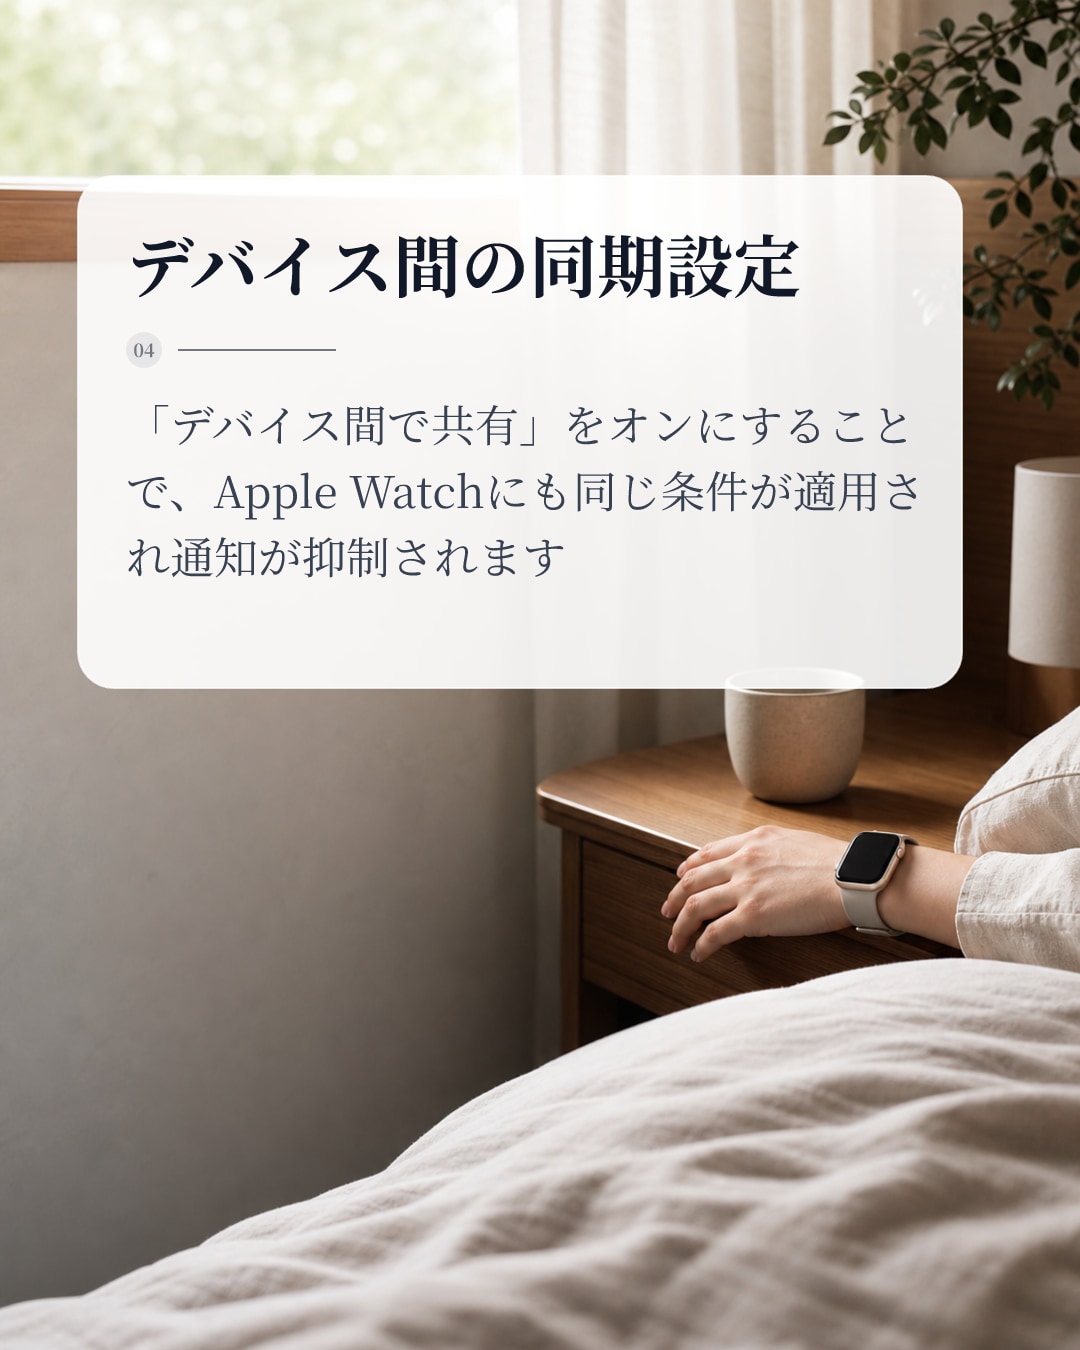 デバイス間の同期設定
04
「デバイス間で共有」をオンにすること
で、Apple Watchにも同じ条件が適用さ
れ通知が抑制されます